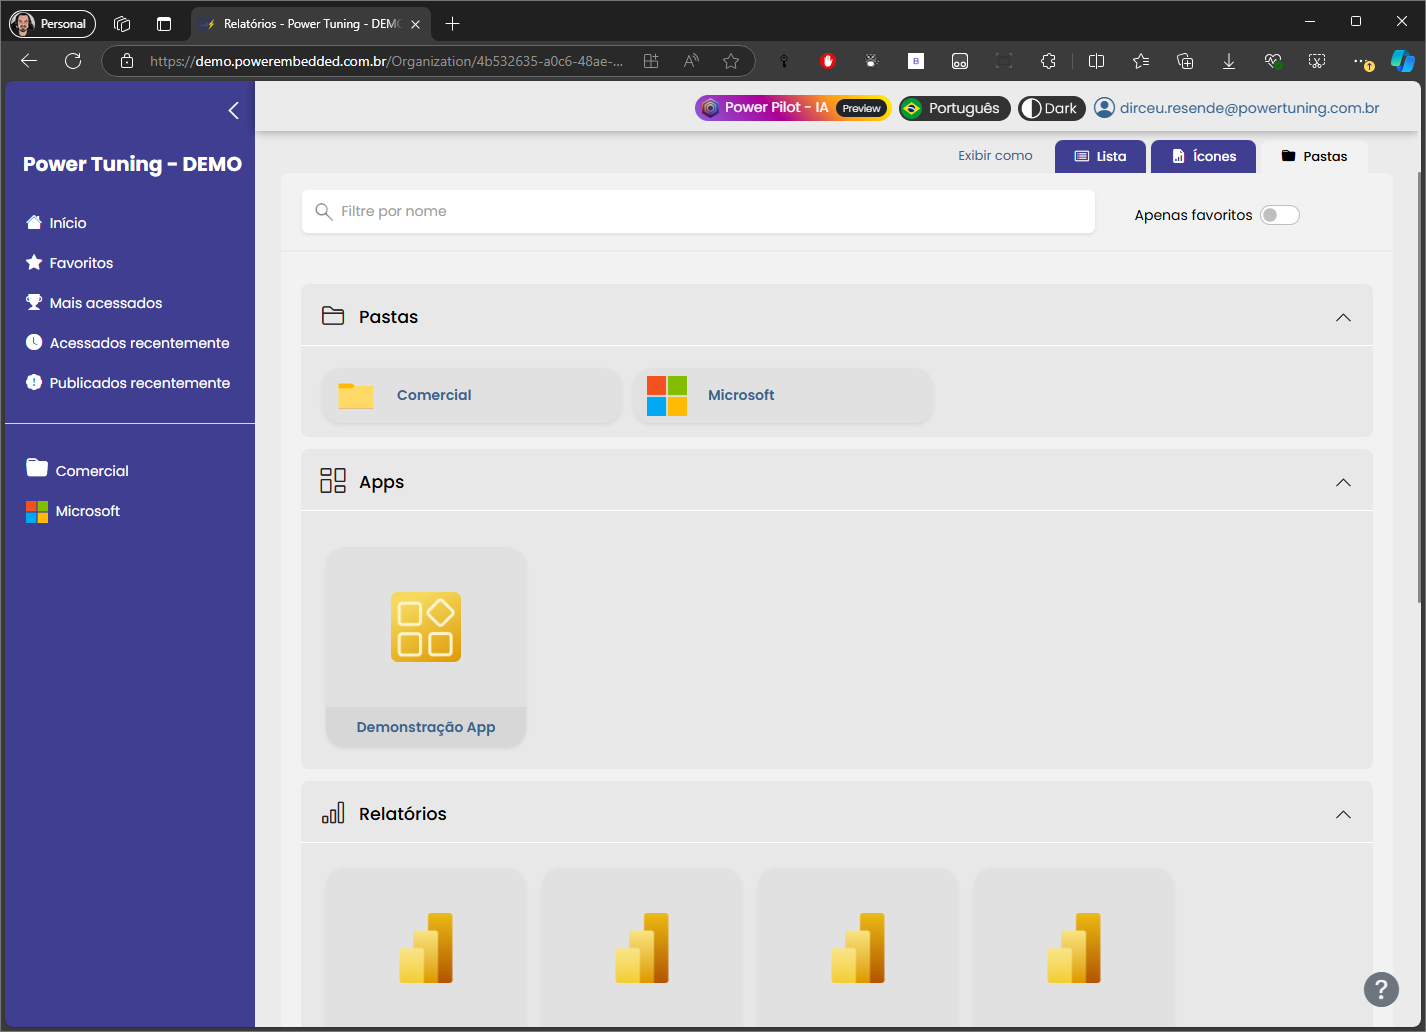 Personal
Relatórios - Power Tuning - DEMO
https://demo.powerembedded.com.br/Organization/4b532635-a0c6-48ae-...
B
Power Pilot - IA Preview
Português
Dark
dirceu.resende@powertuning.com.br
Power Tuning - DEMO
Início
Favoritos
Mais acessados
Acessados recentemente
Publicados recentemente
Comercial
Microsoft
Exibir como
Lista
Ícones
Pastas
Filtre por nome
Apenas favoritos
Pastas
Comercial
Microsoft
Apps
Demonstração App
Relatórios
?